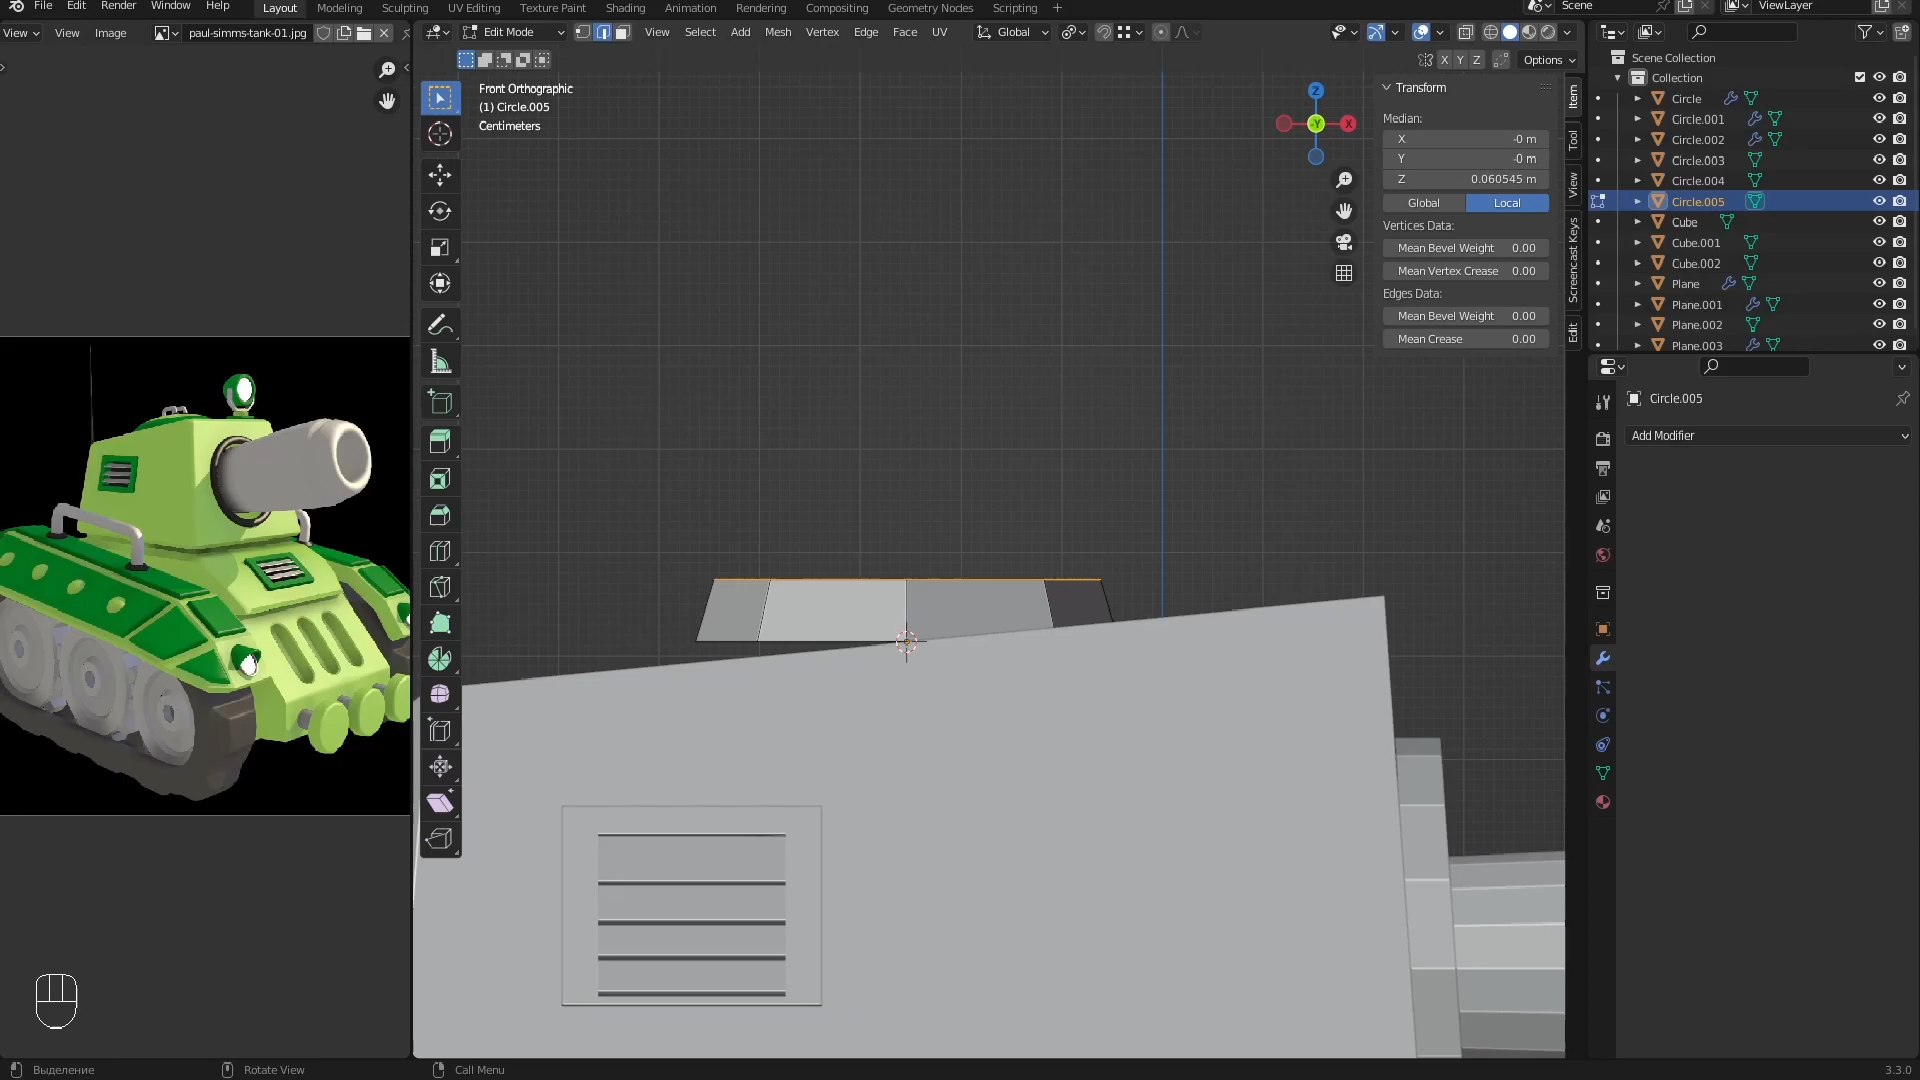 File Edit Render Window Help Layout Modeling Sculpting UV Editing Texture Paint Shading Animation Rendering Compositing Geometry Nodes Scripting + Scene ViewLayer
View View Image paul-simms-tank-01.jpg Edit Mode View Select Add Mesh Vertex Edge Face UV Global
X Y Z Options
Front Orthographic
(1) Circle.005
Centimeters
Z
-Y
X
Transform
Median:
X -0 m
Y -0 m
Z 0.060545 m
Global Local
Vertices Data:
Mean Bevel Weight 0.00
Mean Vertex Crease 0.00
Edges Data:
Mean Bevel Weight 0.00
Mean Crease 0.00
Item
Tool
View
Screencast Keys
Edit
Scene Collection
Collection
Circle
Circle.001
Circle.002
Circle.003
Circle.004
Circle.005
Cube
Cube.001
Cube.002
Plane
Plane.001
Plane.002
Plane.003
Circle.005
Add Modifier
Выделение Rotate View Call Menu 3.3.0